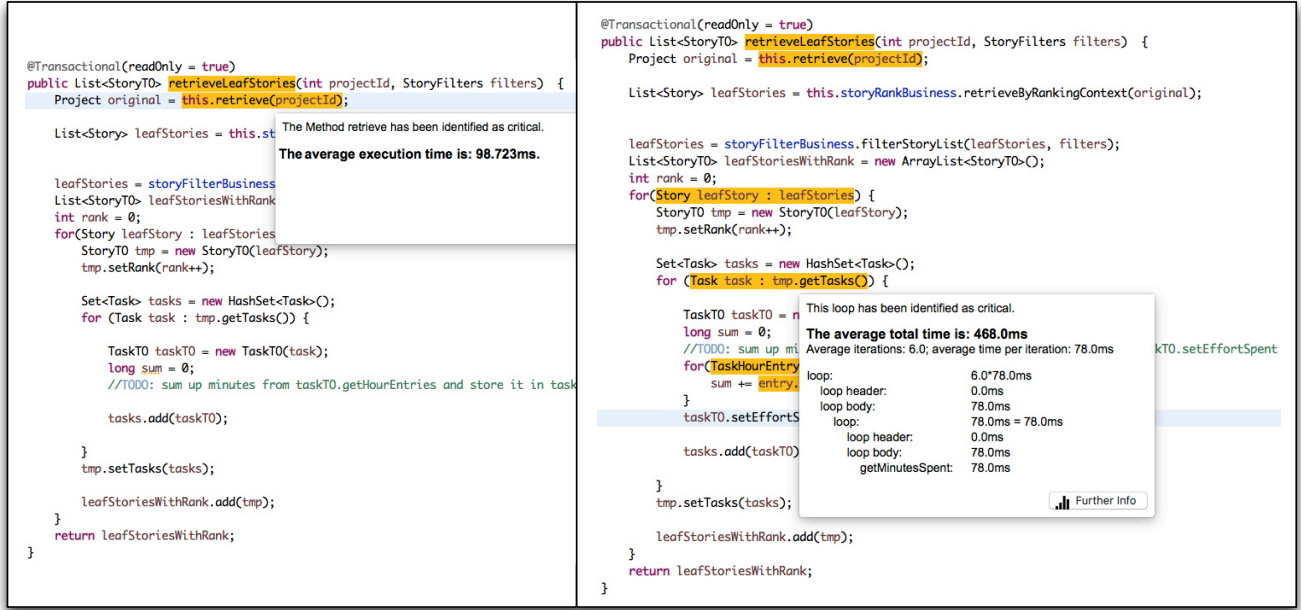 @Transactional(readOnly = true)
public List<StoryTO> retrieveLeafStories(int projectId, StoryFilters filters) {
Project original = this.retrieve(projectId);
List<Story> leafStories = this.st
The Method retrieve has been identified as critical.
The average execution time is: 98.723ms.
leafStories = storyFilterBusiness
List<StoryTO> leafStoriesWithRank
int rank = 0;
for(Story leafStory : leafStories
StoryTO tmp = new StoryTO(leafStory);
tmp.setRank(rank++);
Set<Task> tasks = new HashSet<Task>();
for (Task task : tmp.getTasks()) {
TaskTO taskTO = new TaskTO(task);
long sum = 0;
//TODO: sum up minutes from taskTO.getHourEntries and store it in task
tasks.add(taskTO);
}
tmp.setTasks(tasks);
leafStoriesWithRank.add(tmp);
}
return leafStoriesWithRank;
}
@Transactional(readOnly = true)
public List<StoryTO> retrieveLeafStories(int projectId, StoryFilters filters) {
Project original = this.retrieve(projectId);
List<Story> leafStories = this.storyRankBusiness.retrieveByRankingContext(original);
leafStories = storyFilterBusiness.filterStoryList(leafStories, filters);
List<StoryTO> leafStoriesWithRank = new ArrayList<StoryTO>();
int rank = 0;
for(Story leafStory : leafStories) {
StoryTO tmp = new StoryTO(leafStory);
tmp.setRank(rank++);
Set<Task> tasks = new HashSet<Task>();
for (Task task : tmp.getTasks()) {
TaskTO taskTO = n
long sum = 0;
//TODO: sum up mi kTO.setEffortSpent
for(TaskHourEntry
sum += entry.
}
taskTO.setEffortS
tasks.add(taskTO)
}
tmp.setTasks(tasks);
leafStoriesWithRank.add(tmp);
}
return leafStoriesWithRank;
}
This loop has been identified as critical.
The average total time is: 468.0ms
Average iterations: 6.0; average time per iteration: 78.0ms
loop: 6.0*78.0ms
loop header: 0.0ms
loop body: 78.0ms
loop: 78.0ms = 78.0ms
loop header: 0.0ms
loop body: 78.0ms
getMinutesSpent: 78.0ms
Further Info